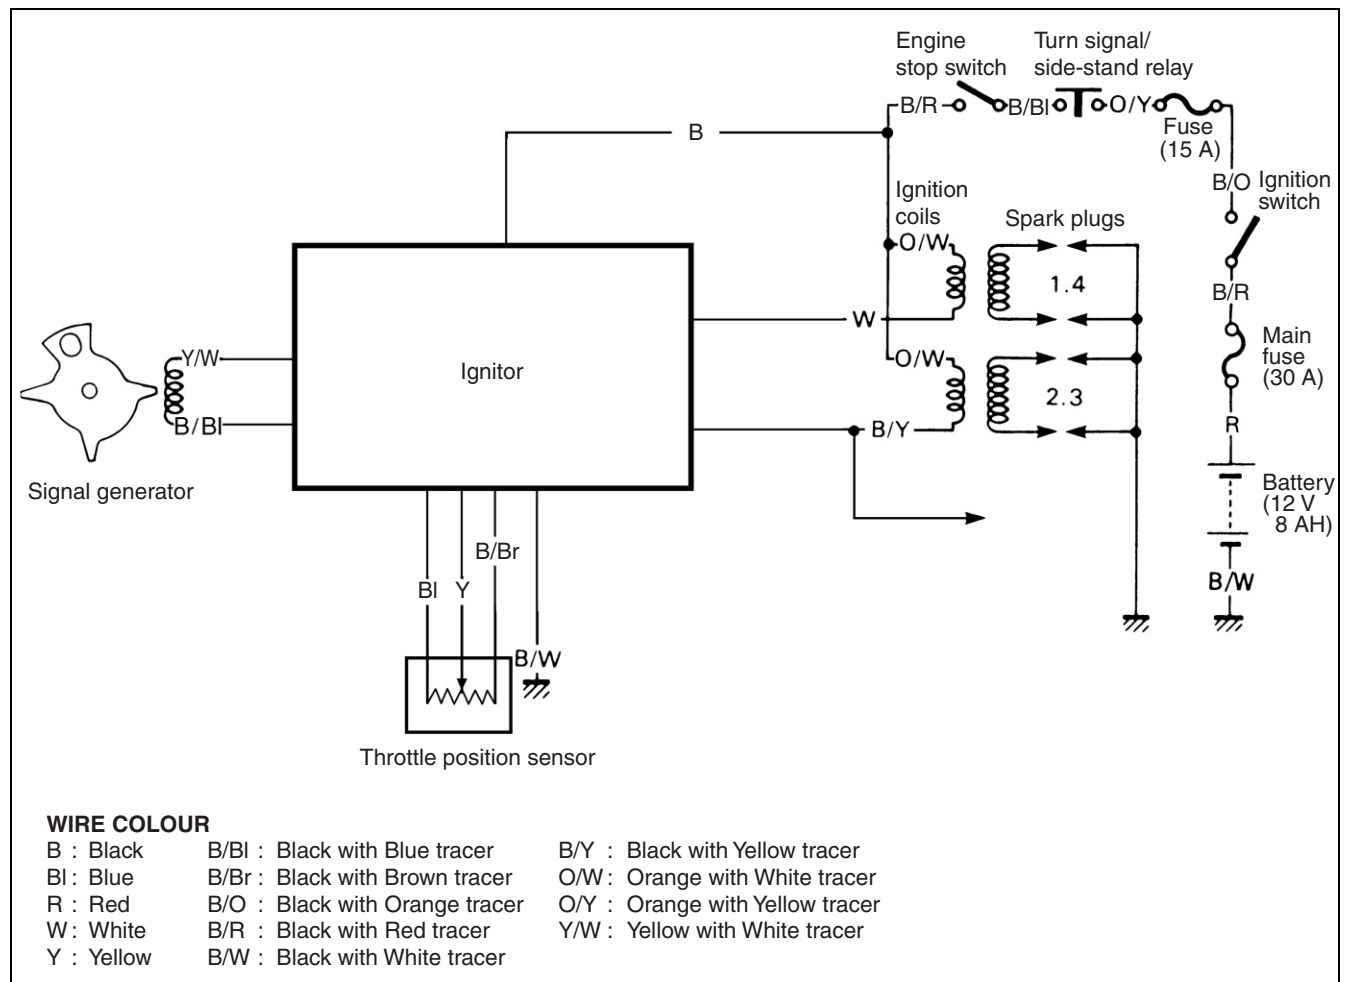 Engine
stop switch
Turn signal/
side-stand relay
B/R
B/Bl
O/Y
Fuse
(15 A)
B
B/O
Ignition
switch
Ignition
coils
Spark plugs
O/W
1.4
B/R
W
Main
fuse
(30 A)
Y/W
Ignitor
O/W
2.3
B/Bl
B/Y
R
Signal generator
Battery
(12 V
8 AH)
B/Br
Bl
Y
B/W
B/W
Throttle position sensor
WIRE COLOUR
B : Black
Bl : Blue
R : Red
W : White
Y : Yellow
B/Bl : Black with Blue tracer
B/Br : Black with Brown tracer
B/O : Black with Orange tracer
B/R : Black with Red tracer
B/W : Black with White tracer
B/Y : Black with Yellow tracer
O/W : Orange with White tracer
O/Y : Orange with Yellow tracer
Y/W : Yellow with White tracer